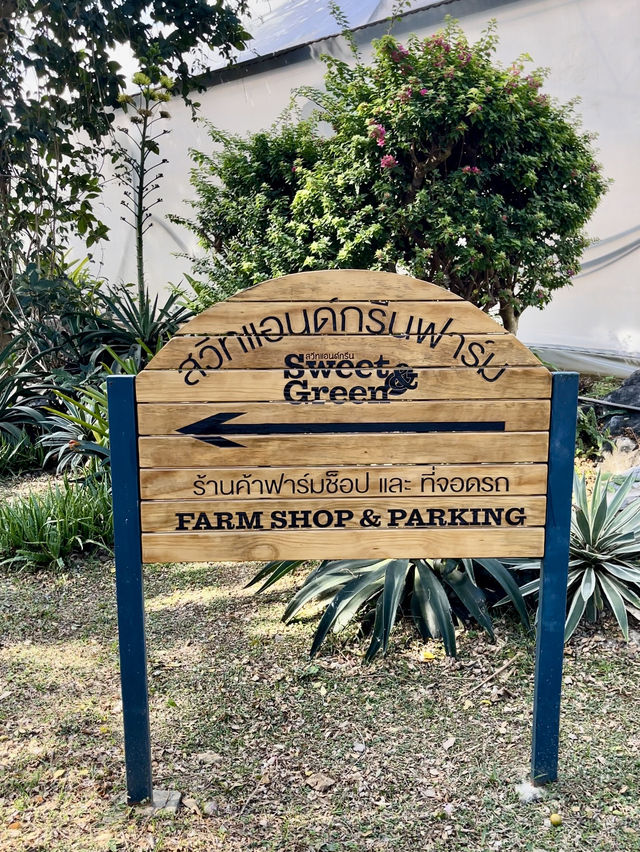 สวิทแอนด์กรีนฟาร์ม
สวีทแอนด์กรีน
Sweet &
Green
ร้านค้าฟาร์มช็อป และ ที่จอดรถ
FARM SHOP & PARKING